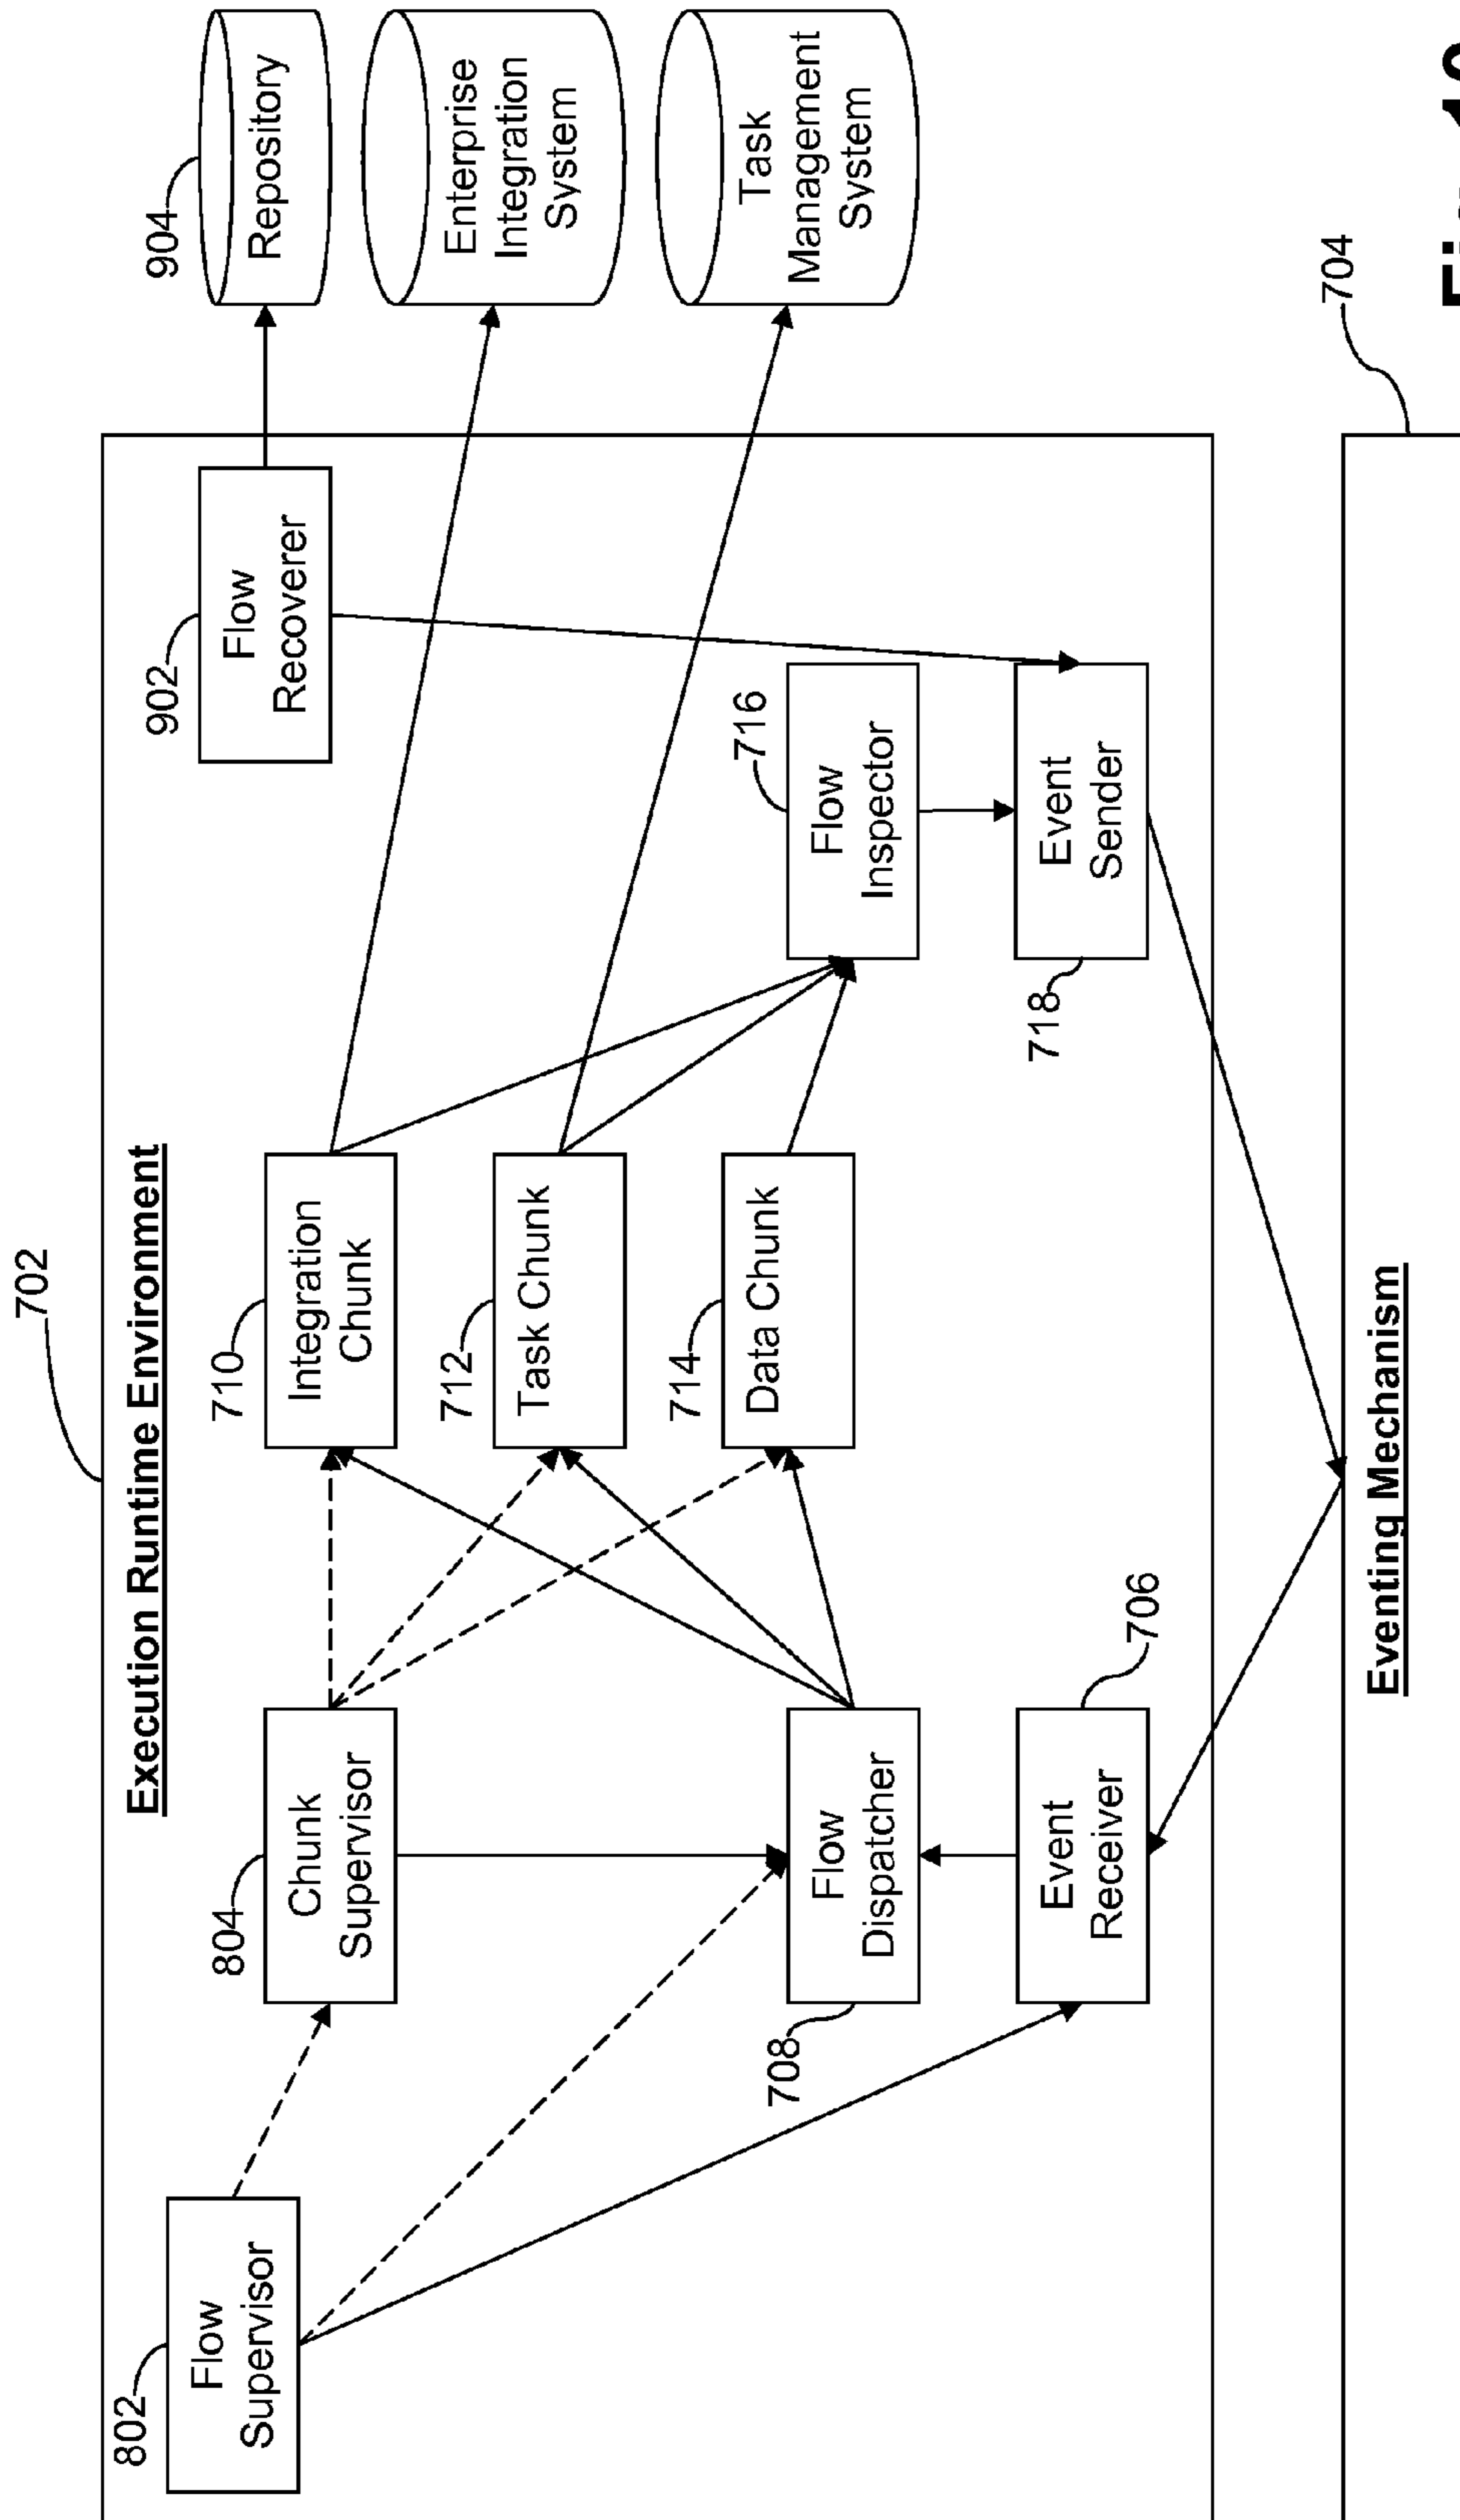 702
Execution Runtime Environment
802
Flow
Supervisor
804
Chunk
Supervisor
710
Integration
Chunk
902
Flow
Recoverer
904
Repository
712
Task Chunk
Enterprise
Integration
System
714
Data Chunk
708
Flow
Dispatcher
716
Flow
Inspector
Task
Management
System
Event
Receiver
706
718
Event
Sender
704
Eventing Mechanism